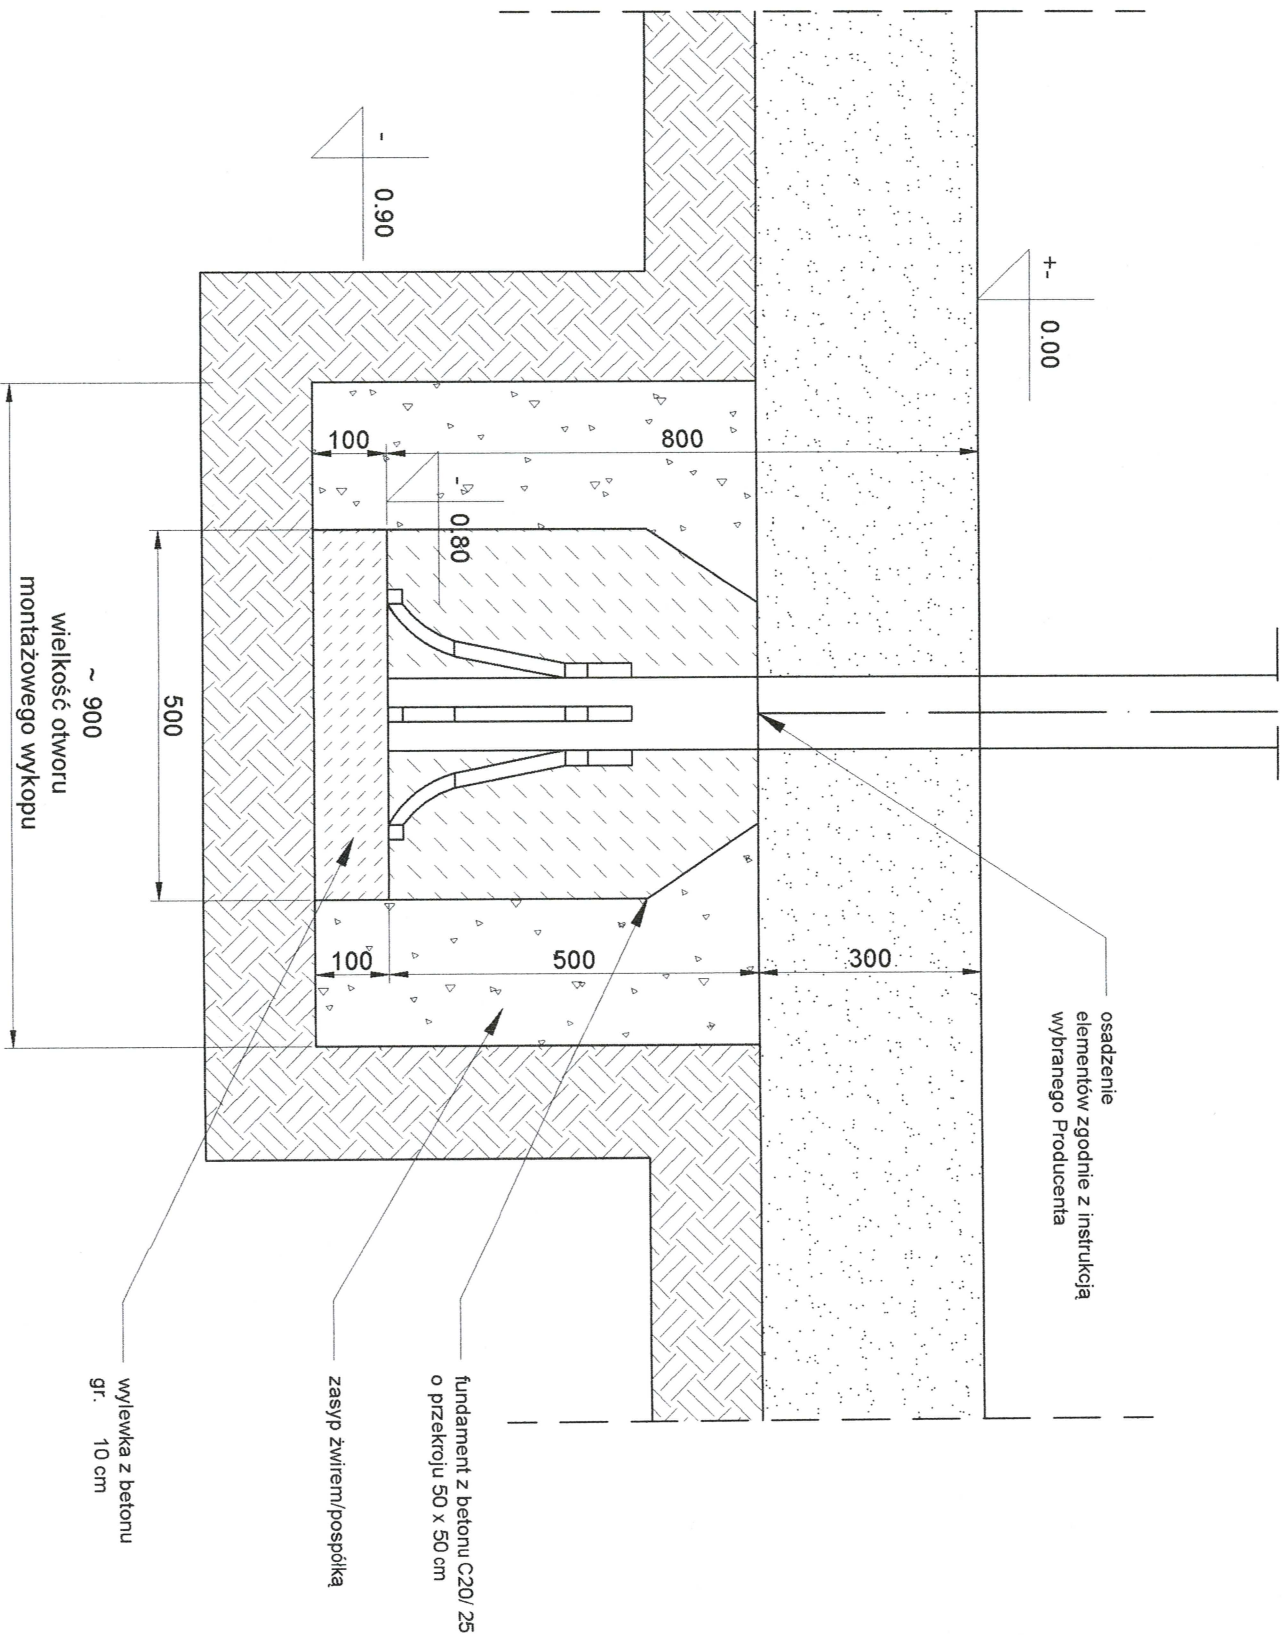 osadzenie
elementów zgodnie z instrukcją
wybranego Producenta
+-
0.00
300
800
500
-
0.80
100
100
-
0.90
fundament z betonu C20/ 25
o przekroju 50 x 50 cm
zasyp żwirem/pospółką
wylewka z betonu
gr. 10 cm
500
~ 900
wielkość otworu
montażowego wykopu